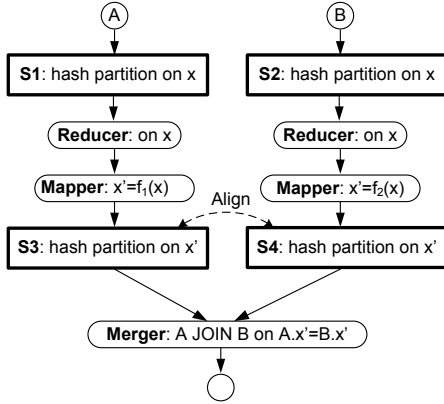 A
B
S1: hash partition on x
S2: hash partition on x
Reducer: on x
Reducer: on x
Mapper: x'=f₁(x)
Mapper: x'=f₂(x)
Align
S3: hash partition on x'
S4: hash partition on x'
Merger: A JOIN B on A.x'=B.x'